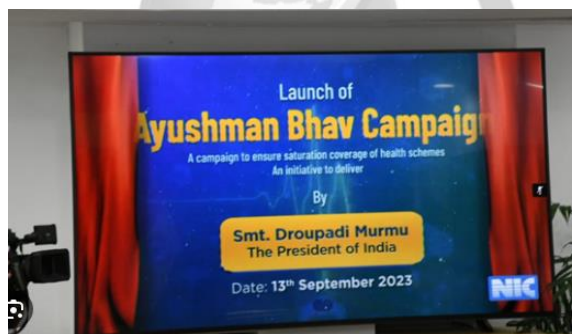 Launch of
Ayushman Bhav Campaig
A campaign to ensure saturation coverage of health schemes
An initiative to deliver
By
Smt. Droupadi Murmu
The President of India
Date: 13th September 2023
NIC